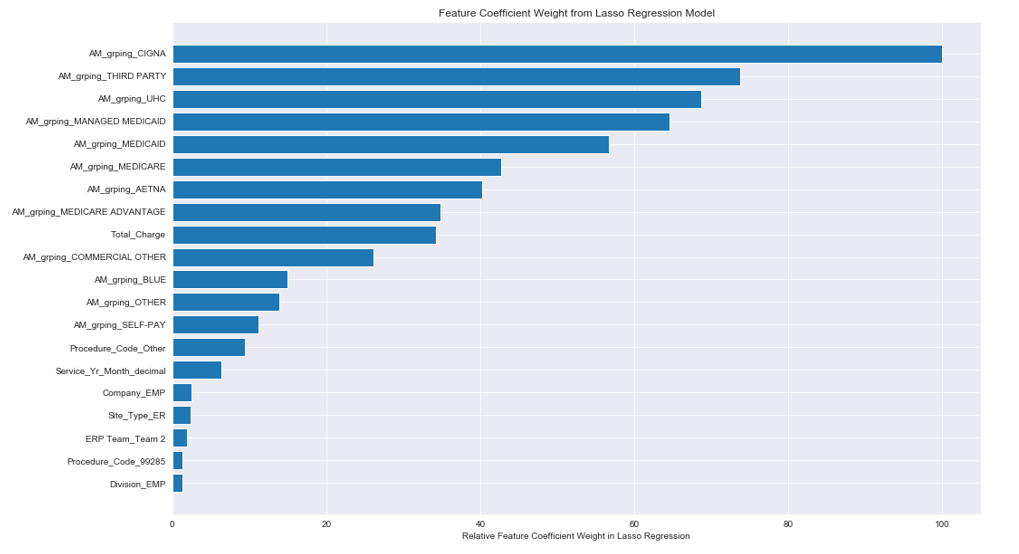 Feature Coefficient Weight from Lasso Regression Model
AM_grping_CIGNA
AM_grping_THIRD PARTY
AM_grping_UHC
AM_grping_MANAGED MEDICAID
AM_grping_MEDICAID
AM_grping_MEDICARE
AM_grping_AETNA
AM_grping_MEDICARE ADVANTAGE
Total_Charge
AM_grping_COMMERCIAL OTHER
AM_grping_BLUE
AM_grping_OTHER
AM_grping_SELF-PAY
Procedure_Code_Other
Service_Yr_Month_decimal
Company_EMP
Site_Type_ER
ERP Team_Team 2
Procedure_Code_99285
Division_EMP
0 20 40 60 80 100
Relative Feature Coefficient Weight in Lasso Regression